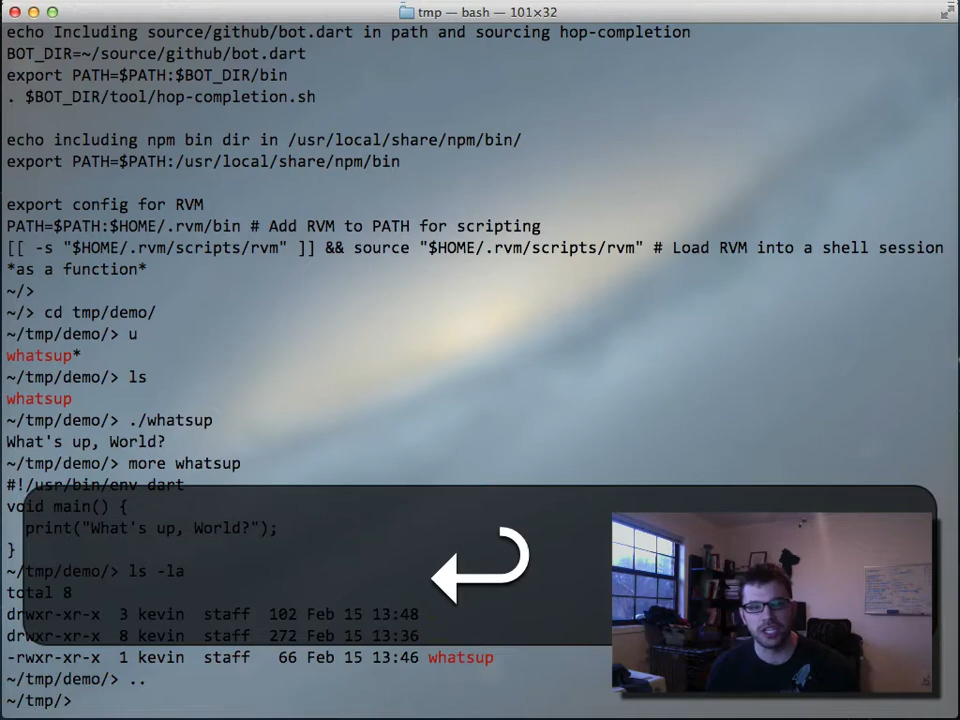 tmp — bash — 101×32
echo Including source/github/bot.dart in path and sourcing hop-completion
BOT_DIR=~/source/github/bot.dart
export PATH=$PATH:$BOT_DIR/bin
. $BOT_DIR/tool/hop-completion.sh
echo including npm bin dir in /usr/local/share/npm/bin/
export PATH=$PATH:/usr/local/share/npm/bin
export config for RVM
PATH=$PATH:$HOME/.rvm/bin # Add RVM to PATH for scripting
[[ -s "$HOME/.rvm/scripts/rvm" ]] && source "$HOME/.rvm/scripts/rvm" # Load RVM into a shell session
*as a function*
~/>
~/> cd tmp/demo/
~/tmp/demo/> u
whatsup*
~/tmp/demo/> ls
whatsup
~/tmp/demo/> ./whatsup
What's up, World?
~/tmp/demo/> more whatsup
#!/usr/bin/env dart
void main() {
  print("What's up, World?");
}
~/tmp/demo/> ls -la
total 8
drwxr-xr-x  3 kevin  staff  102 Feb 15 13:48
drwxr-xr-x  8 kevin  staff  272 Feb 15 13:36
-rwxr-xr-x  1 kevin  staff   66 Feb 15 13:46 whatsup
~/tmp/demo/> ..
~/tmp/>